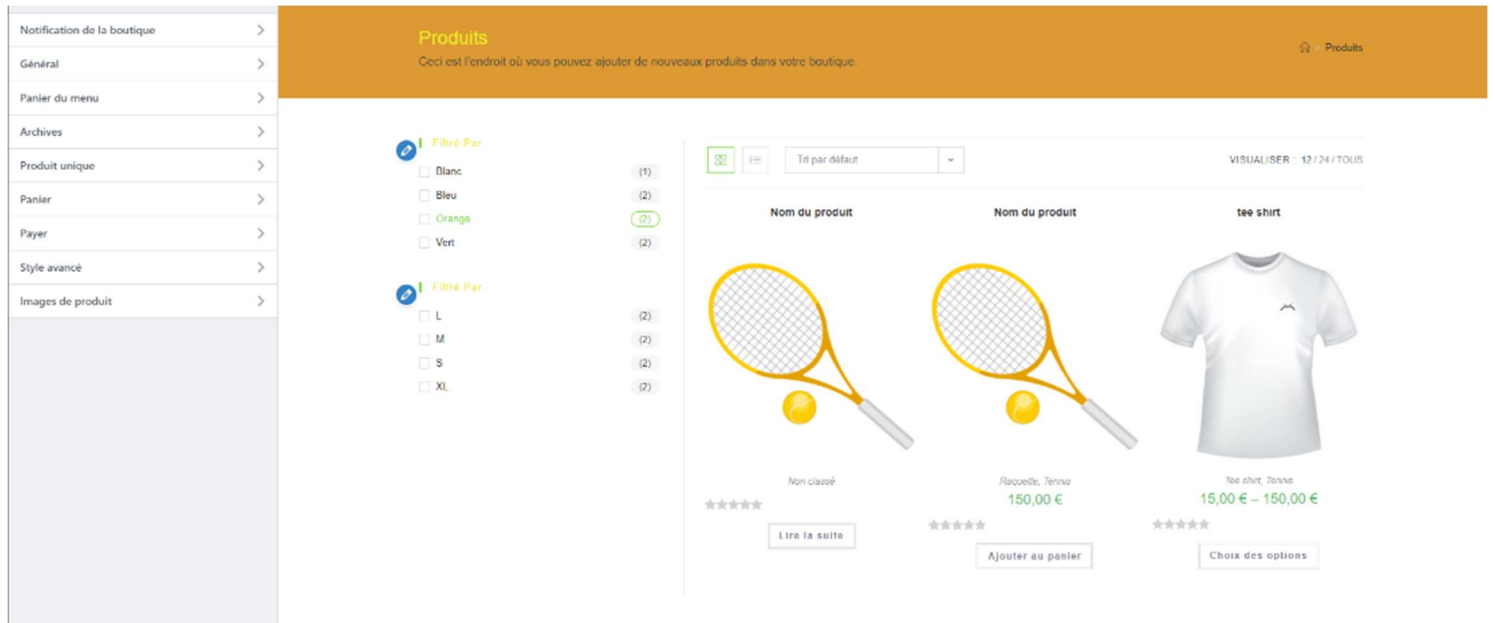 Notification de la boutique
Général
Panier du menu
Archives
Produit unique
Panier
Payer
Style avancé
Images de produit
Produits
Ceci est l'endroit où vous pouvez ajouter de nouveaux produits dans votre boutique.
> Produits
Filtré Par
Blanc (1)
Bleu (2)
Orange (2)
Vert (2)
Filtré Par
L (2)
M (2)
S (2)
XL (2)
Tri par défaut
VISUALISER : 12 / 24 / TOUS
Nom du produit
Non classé
Lire la suite
Nom du produit
Raquette, Tennis
150,00 €
Ajouter au panier
tee shirt
Tee shirt, Tennis
15,00 € – 150,00 €
Choix des options